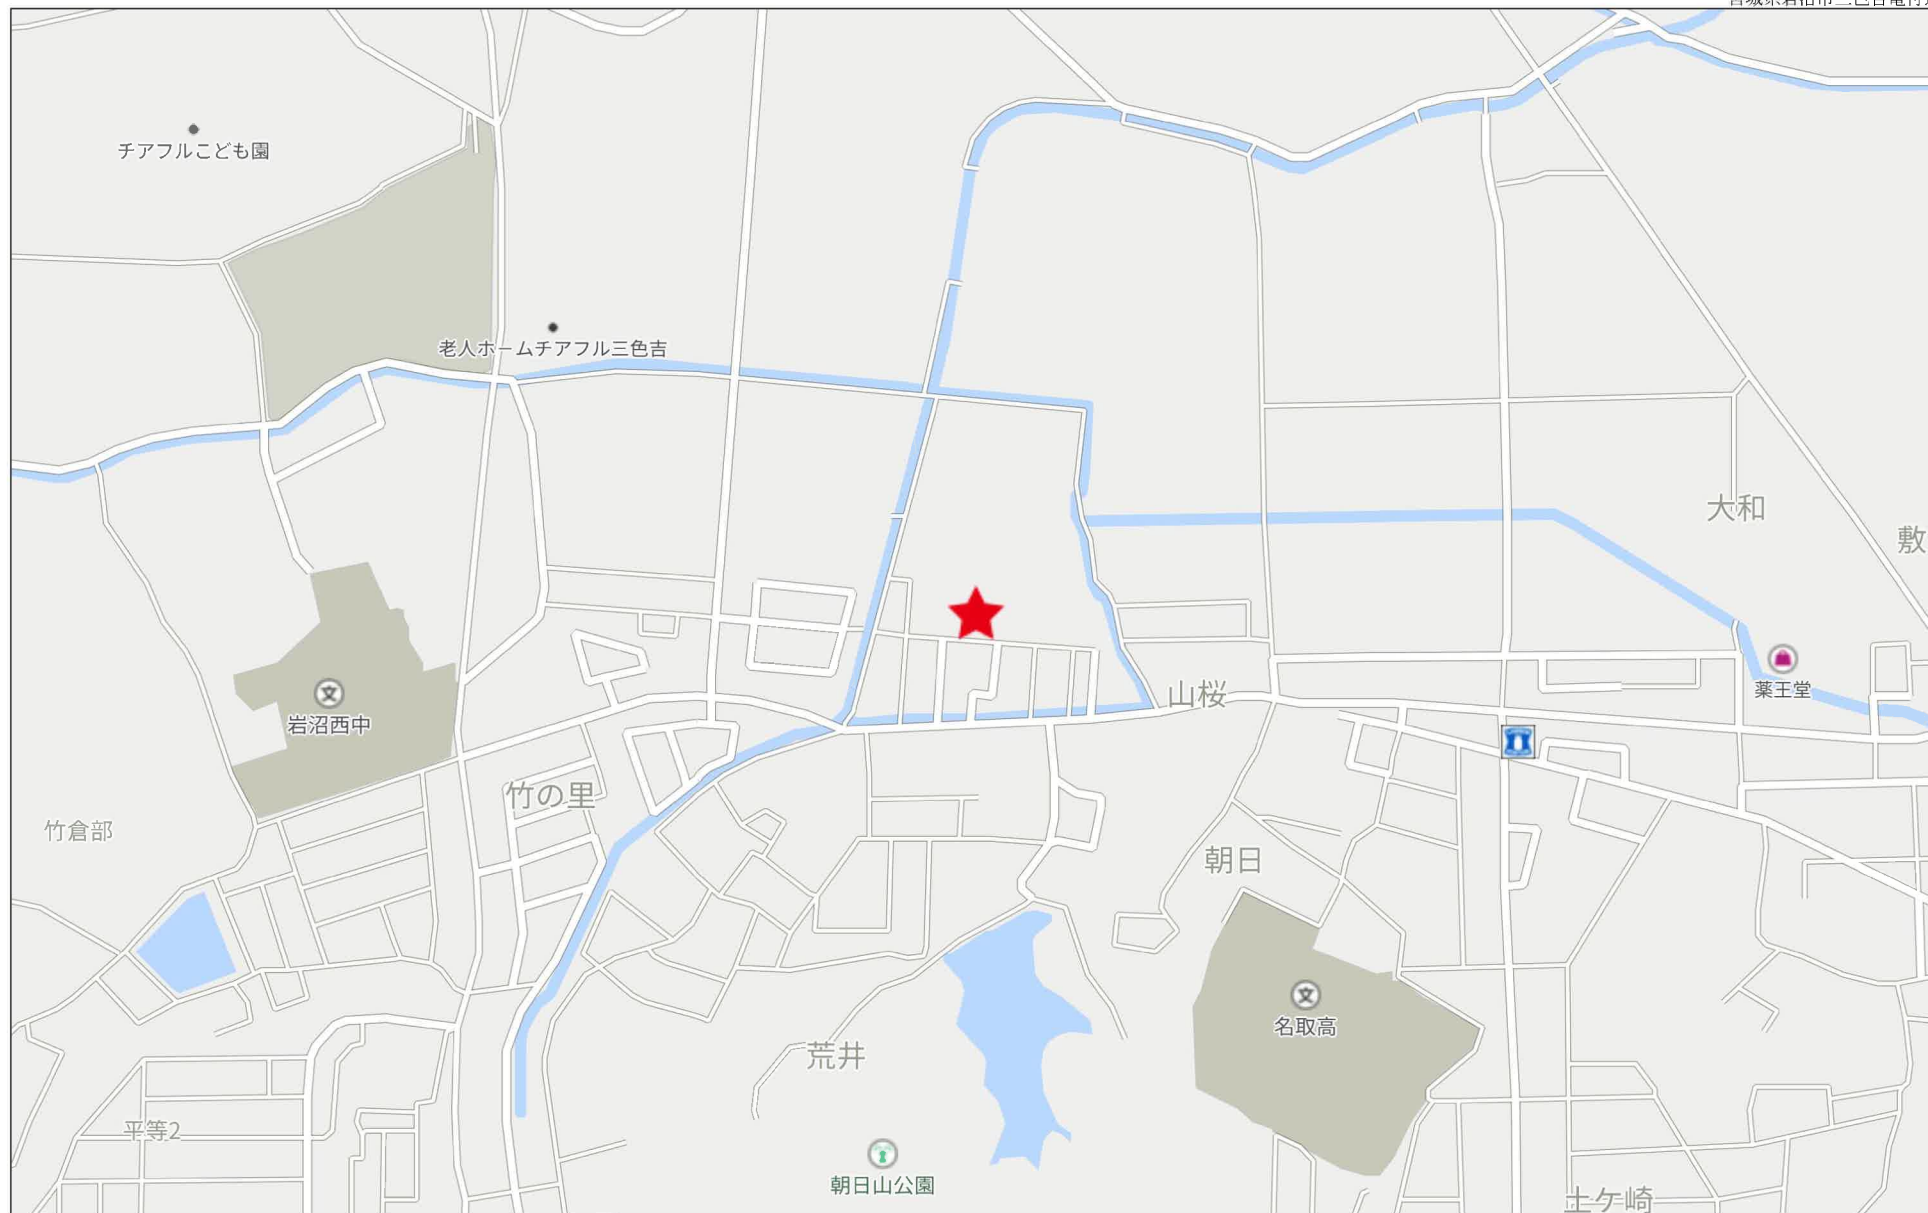 チアフルこども園
老人ホームチアフル三色吉
大和
敷
山桜
薬王堂
岩沼西中
竹の里
竹倉部
朝日
名取高
荒井
平等2
朝日山公園
土ケ崎